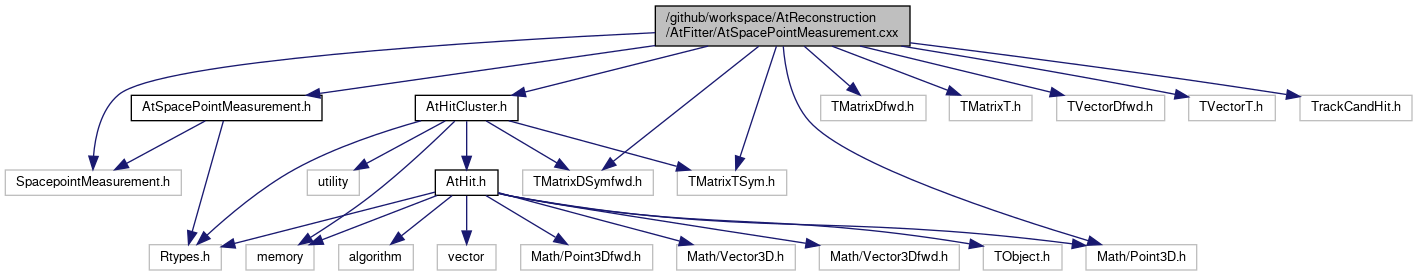 /github/workspace/AtReconstruction
/AtFitter/AtSpacePointMeasurement.cxx
AtSpacePointMeasurement.h
AtHitCluster.h
TMatrixDfwd.h
TMatrixT.h
TVectorDfwd.h
TVectorT.h
TrackCandHit.h
SpacepointMeasurement.h
utility
AtHit.h
TMatrixDSymfwd.h
TMatrixTSym.h
Rtypes.h
memory
algorithm
vector
Math/Point3Dfwd.h
Math/Vector3D.h
Math/Vector3Dfwd.h
TObject.h
Math/Point3D.h